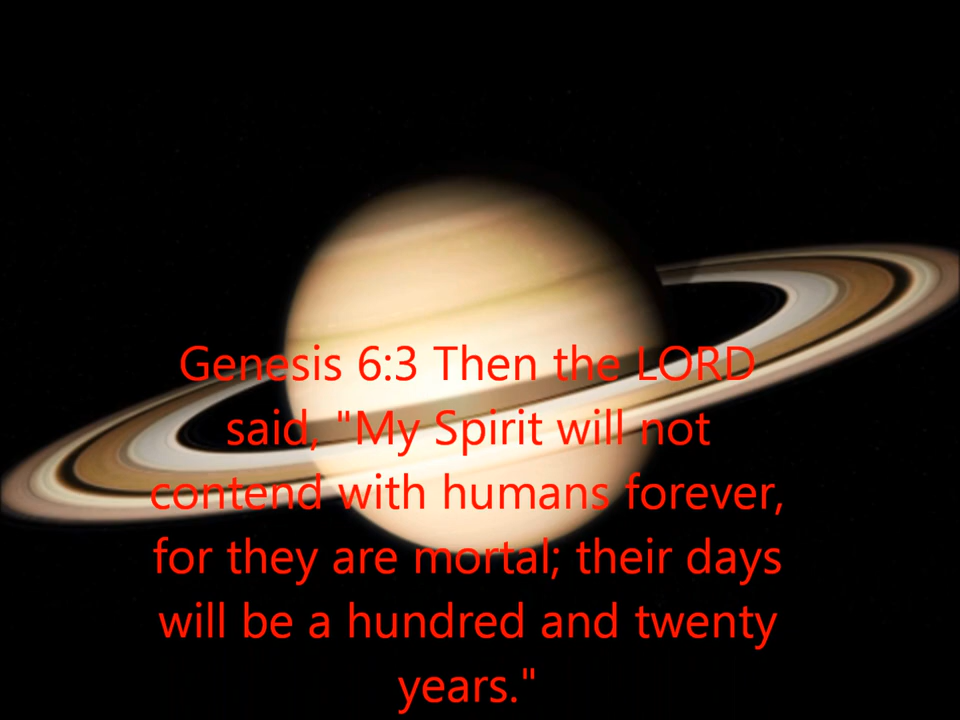 Genesis 6:3 Then the LORD
said, "My Spirit will not
contend with humans forever,
for they are mortal; their days
will be a hundred and twenty
years."